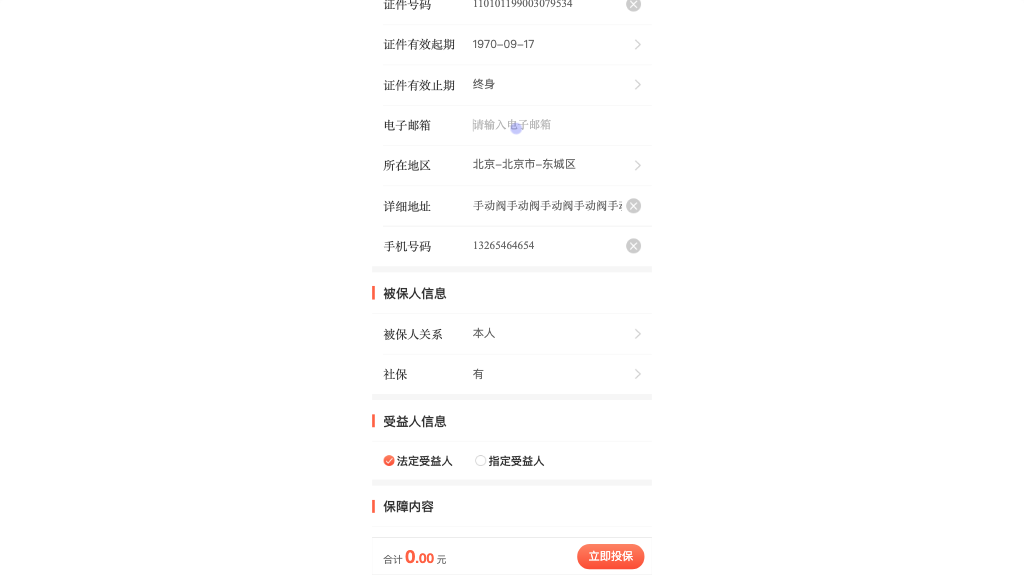 证件号码 110101199003079534
证件有效起期 1970-09-17
证件有效止期 终身
电子邮箱 请输入电子邮箱
所在地区 北京-北京市-东城区
详细地址 手动阀手动阀手动阀手动阀手动
手机号码 13265464654
被保人信息
被保人关系 本人
社保 有
受益人信息
法定受益人 指定受益人
保障内容
合计 0.00 元 立即投保